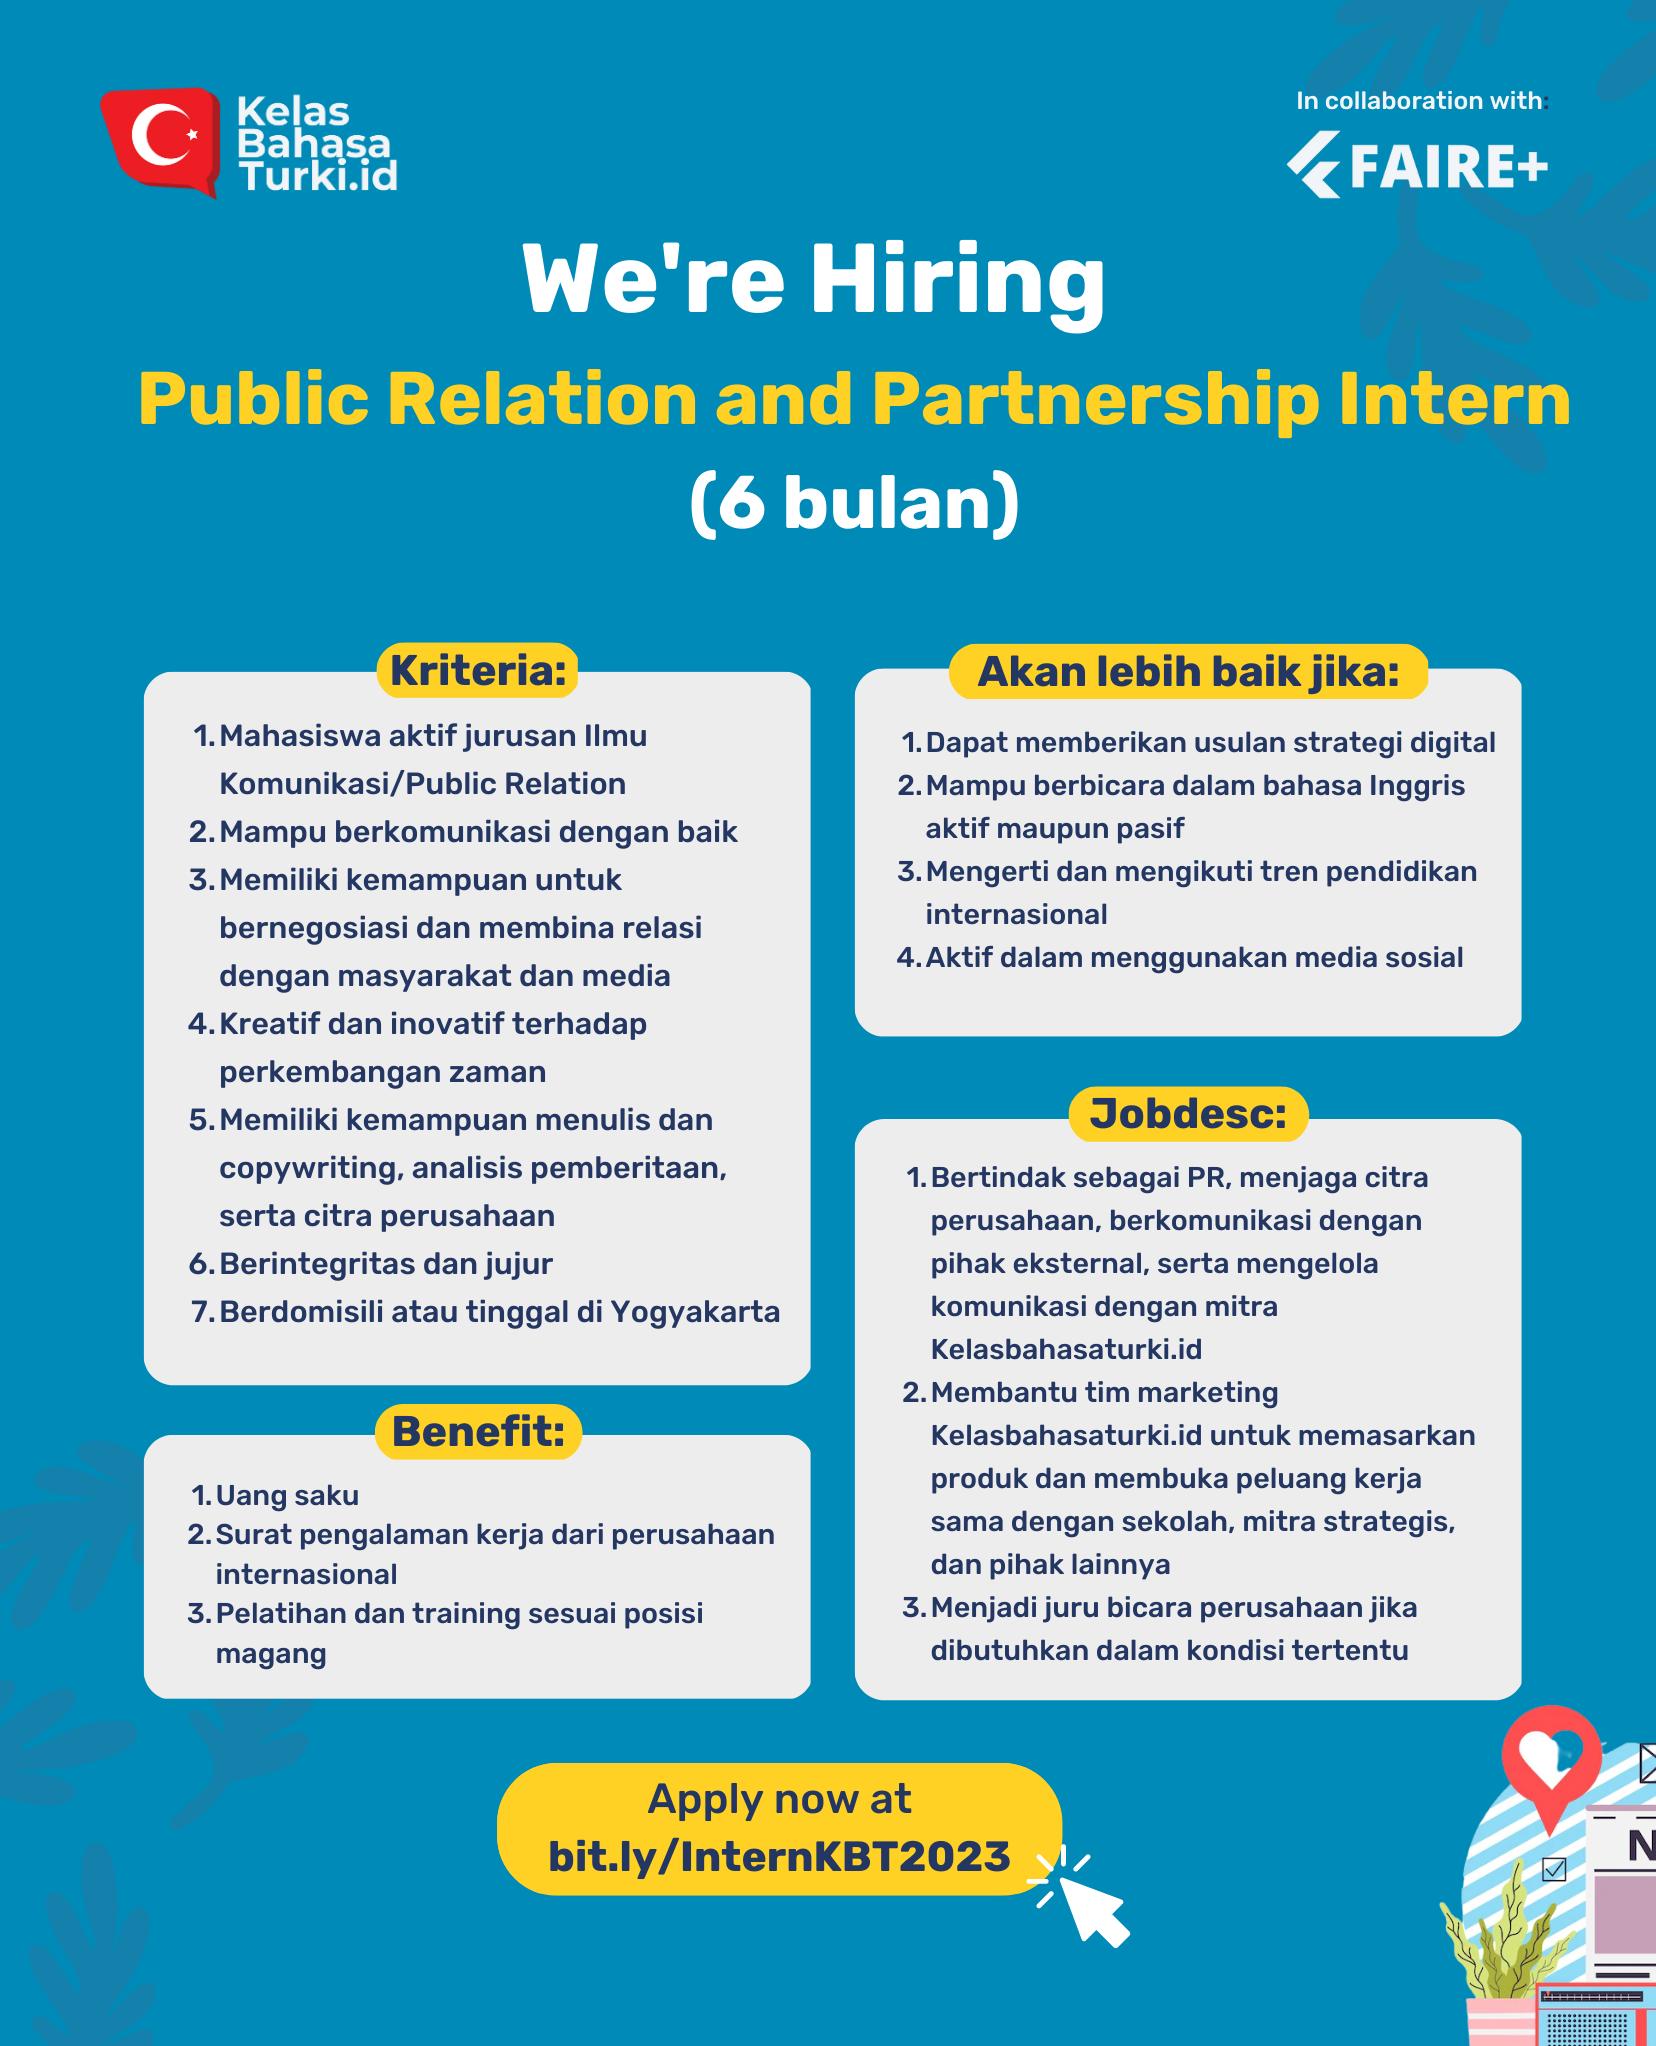 Kelas
Bahasa
Turki.id
In collaboration with:
FAIRE+
We're Hiring
Public Relation and Partnership Intern
(6 bulan)
Kriteria:
1. Mahasiswa aktif jurusan Ilmu
Komunikasi/Public Relation
2. Mampu berkomunikasi dengan baik
3. Memiliki kemampuan untuk
bernegosiasi dan membina relasi
dengan masyarakat dan media
4. Kreatif dan inovatif terhadap
perkembangan zaman
5. Memiliki kemampuan menulis dan
copywriting, analisis pemberitaan,
serta citra perusahaan
6. Berintegritas dan jujur
7. Berdomisili atau tinggal di Yogyakarta
Benefit:
1. Uang saku
2. Surat pengalaman kerja dari perusahaan
internasional
3. Pelatihan dan training sesuai posisi
magang
Akan lebih baik jika:
1. Dapat memberikan usulan strategi digital
2. Mampu berbicara dalam bahasa Inggris
aktif maupun pasif
3. Mengerti dan mengikuti tren pendidikan
internasional
4. Aktif dalam menggunakan media sosial
Jobdesc:
1. Bertindak sebagai PR, menjaga citra
perusahaan, berkomunikasi dengan
pihak eksternal, serta mengelola
komunikasi dengan mitra
Kelasbahasaturki.id
2. Membantu tim marketing
Kelasbahasaturki.id untuk memasarkan
produk dan membuka peluang kerja
sama dengan sekolah, mitra strategis,
dan pihak lainnya
3. Menjadi juru bicara perusahaan jika
dibutuhkan dalam kondisi tertentu
Apply now at
bit.ly/InternKBT2023
N